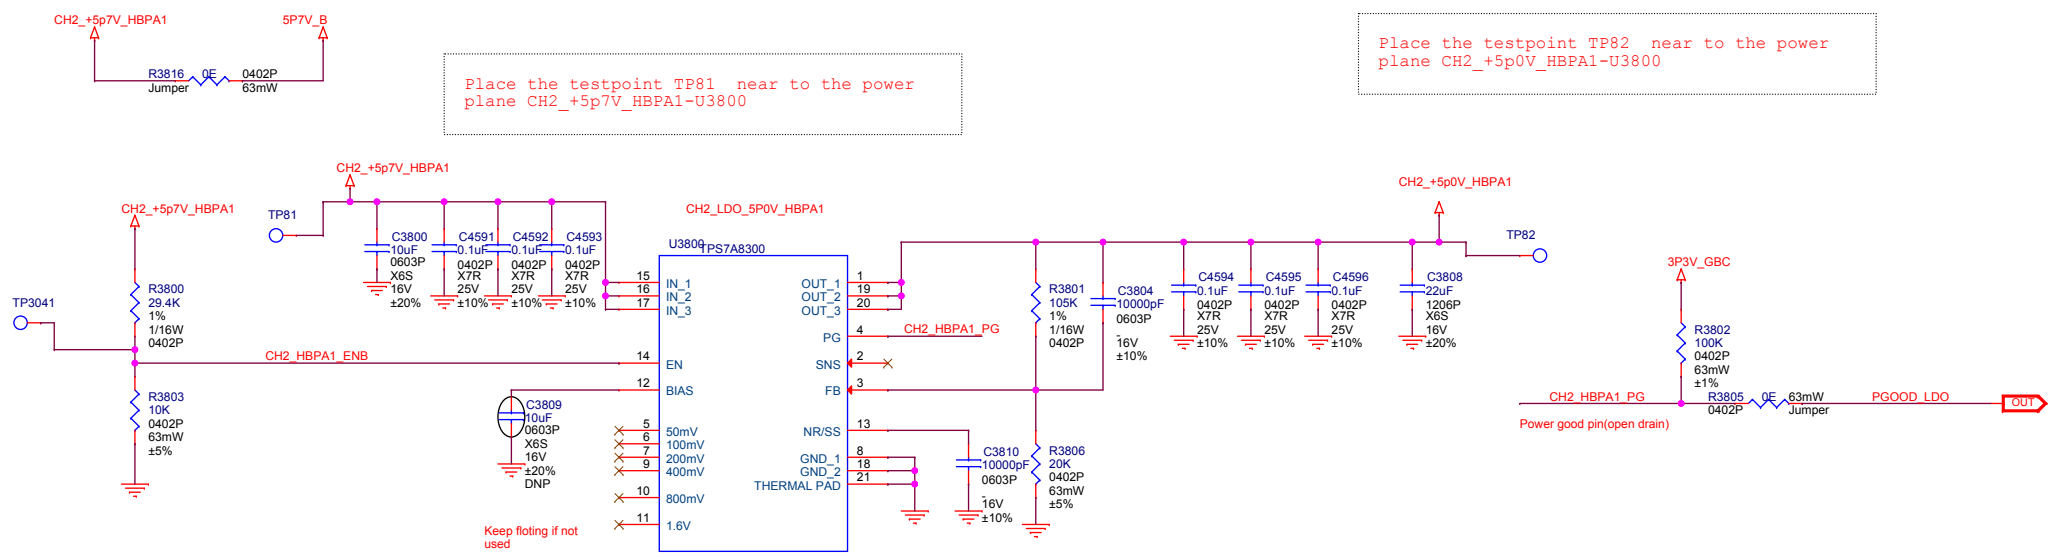 CH2_+5p7V_HBPA1
5P7V_B
R3816
0E
0402P
Jumper
63mW
Place the testpoint TP81  near to the power
plane CH2_+5p7V_HBPA1-U3800
Place the testpoint TP82  near to the power
plane CH2_+5p0V_HBPA1-U3800
CH2_+5p7V_HBPA1
R3800
29.4K
1%
1/16W
0402P
TP3041
CH2_HBPA1_ENB
R3803
10K
0402P
63mW
±5%
CH2_+5p7V_HBPA1
TP81
C3800
10uF
0603P
X6S
16V
±20%
C4591
0.1uF
0402P
X7R
25V
±10%
C4592
0.1uF
0402P
X7R
25V
±10%
C4593
0.1uF
0402P
X7R
25V
±10%
C3809
10uF
0603P
X6S
16V
±20%
DNP
Keep floting if not
used
CH2_LDO_5P0V_HBPA1
U3800
TPS7A8300
15 IN_1
16 IN_2
17 IN_3
14 EN
12 BIAS
5 50mV
6 100mV
7 200mV
9 400mV
10 800mV
11 1.6V
OUT_1 1
OUT_2 19
OUT_3 20
PG 4
CH2_HBPA1_PG
SNS 2
FB 3
NR/SS 13
GND_1 8
GND_2 18
THERMAL PAD 21
C3810
10000pF
0603P
-
16V
±10%
R3801
105K
1%
1/16W
0402P
R3806
20K
0402P
63mW
±5%
C3804
10000pF
0603P
-
16V
±10%
C4594
0.1uF
0402P
X7R
25V
±10%
C4595
0.1uF
0402P
X7R
25V
±10%
C4596
0.1uF
0402P
X7R
25V
±10%
C3808
22uF
1206P
X6S
16V
±20%
CH2_+5p0V_HBPA1
TP82
3P3V_GBC
R3802
100K
0402P
63mW
±1%
CH2_HBPA1_PG
R3805
0E
63mW
0402P
Jumper
PGOOD_LDO
OUT
Power good pin(open drain)